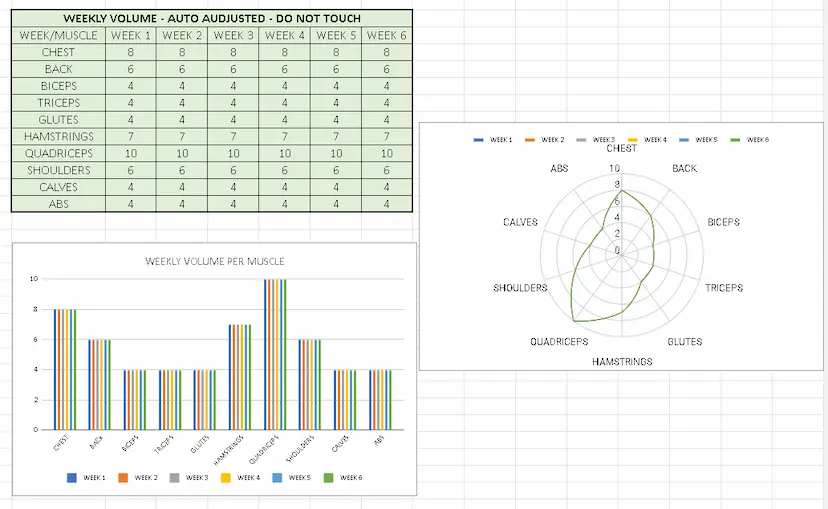 WEEKLY VOLUME - AUTO AUDJUSTED - DO NOT TOUCH
WEEK/MUSCLE WEEK 1 WEEK 2 WEEK 3 WEEK 4 WEEK 5 WEEK 6
CHEST 8 8 8 8 8 8
BACK 6 6 6 6 6 6
BICEPS 4 4 4 4 4 4
TRICEPS 4 4 4 4 4 4
GLUTES 4 4 4 4 4 4
HAMSTRINGS 7 7 7 7 7 7
QUADRICEPS 10 10 10 10 10 10
SHOULDERS 6 6 6 6 6 6
CALVES 4 4 4 4 4 4
ABS 4 4 4 4 4 4
WEEK 1 WEEK 2 WEEK 3 WEEK 4 WEEK 5 WEEK 6
CHEST
ABS 10 BACK
8
6
CALVES 4 BICEPS
2
0
SHOULDERS TRICEPS
QUADRICEPS GLUTES
HAMSTRINGS
WEEKLY VOLUME PER MUSCLE
10
8
6
4
2
0
CHEST BACK BICEPS TRICEPS GLUTES HAMSTRINGS QUADRICEPS SHOULDERS CALVES ABS
WEEK 1 WEEK 2 WEEK 3 WEEK 4 WEEK 5 WEEK 6